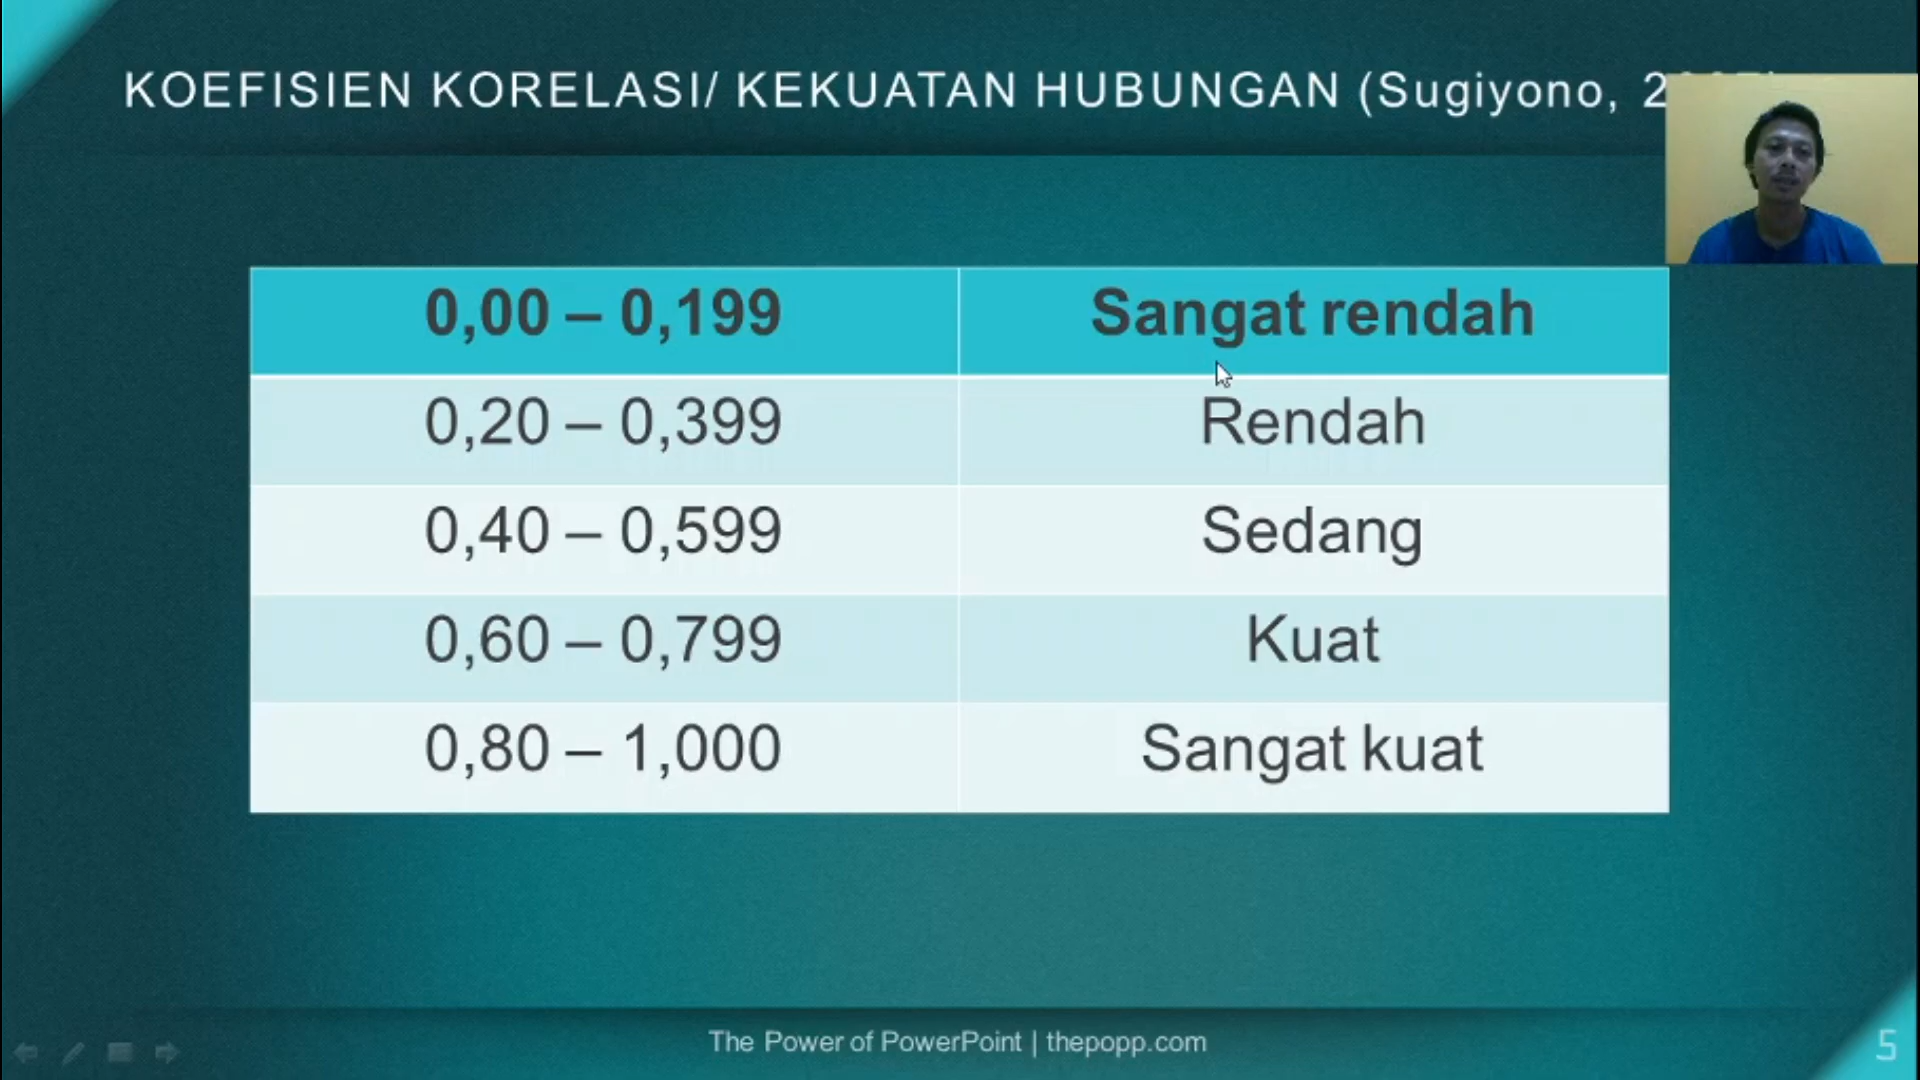 KOEFISIEN KORELASI/ KEKUATAN HUBUNGAN (Sugiyono,
0,00 – 0,199 Sangat rendah
0,20 – 0,399 Rendah
0,40 – 0,599 Sedang
0,60 – 0,799 Kuat
0,80 – 1,000 Sangat kuat
The Power of PowerPoint | thepopp.com
5